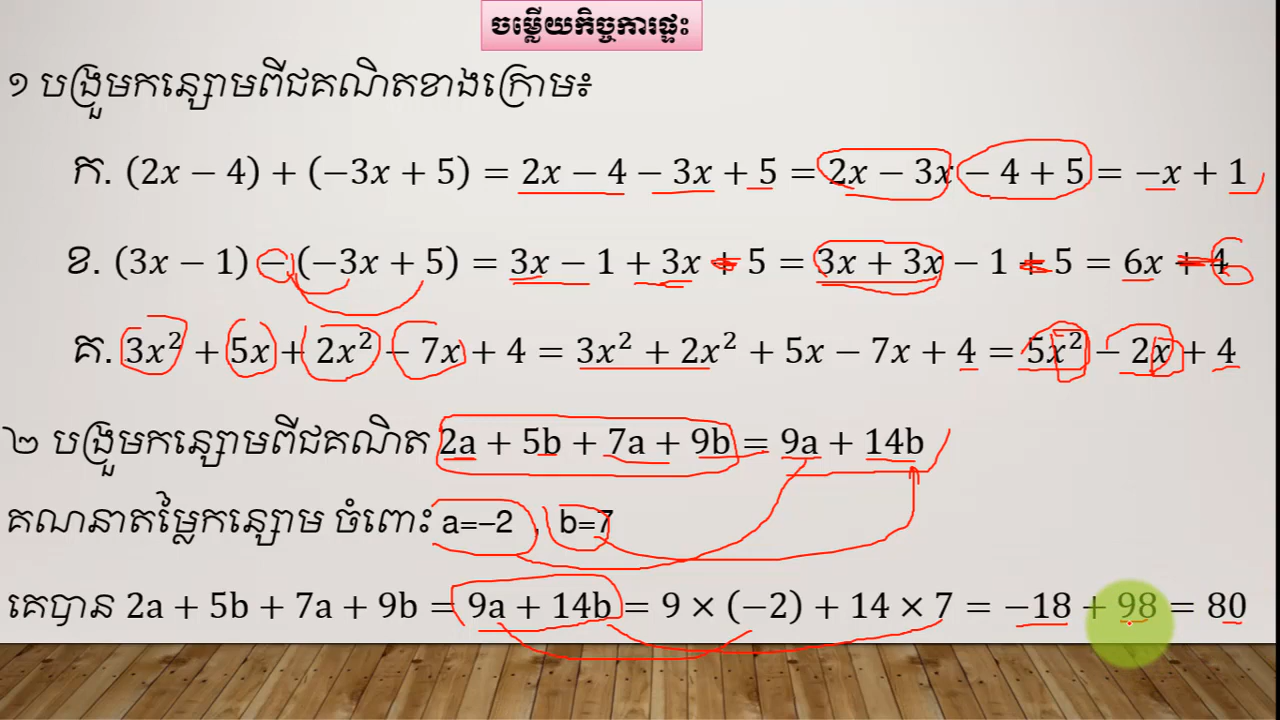 ចម្លើយកិច្ចការផ្ទះ
១ បង្រួមកន្សោមពីជគណិតខាងក្រោម៖
ក. (2x − 4) + (−3x + 5) = 2x − 4 − 3x + 5 = 2x − 3x − 4 + 5 = −x + 1
ខ. (3x − 1) − (−3x + 5) = 3x − 1 + 3x − 5 = 3x + 3x − 1 − 5 = 6x − 4
គ. 3x² + 5x + 2x² − 7x + 4 = 3x² + 2x² + 5x − 7x + 4 = 5x² − 2x + 4
២ បង្រួមកន្សោមពីជគណិត 2a + 5b + 7a + 9b = 9a + 14b
គណនាតម្លៃកន្សោម ចំពោះ a=−2 , b=7
គេបាន 2a + 5b + 7a + 9b = 9a + 14b = 9 × (−2) + 14 × 7 = −18 + 98 = 80